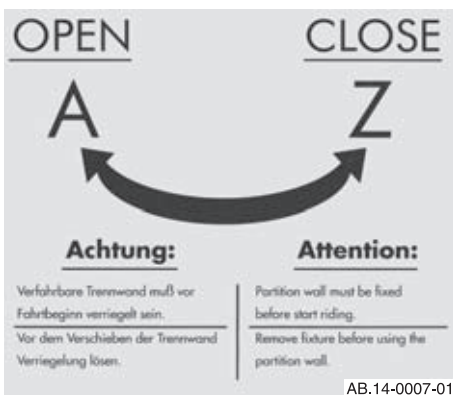 OPEN CLOSE
A Z
Achtung: Attention:
Verfahrbare Trennwand muß vor
Fahrtbeginn verriegelt sein.
Vor dem Verschieben der Trennwand
Verriegelung lösen.
Partition wall must be fixed
before start riding.
Remove fixture before using the
partition wall.
AB.14-0007-01